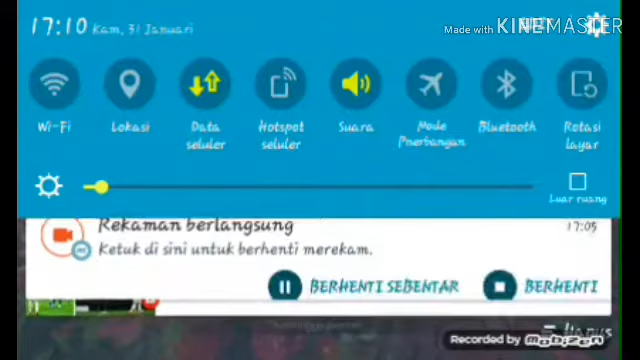 17:10 Kam, 31 Januari
Made with KINEMASTER
Wi-Fi
Lokasi
Data seluler
Hotspot seluler
Suara
Mode Pnerbangan
Bluetooth
Rotasi layar
Luar ruang
Rekaman berlangsung 17:05
Ketuk di sini untuk berhenti merekam.
BERHENTI SEBENTAR
BERHENTI
Recorded by Mobizen